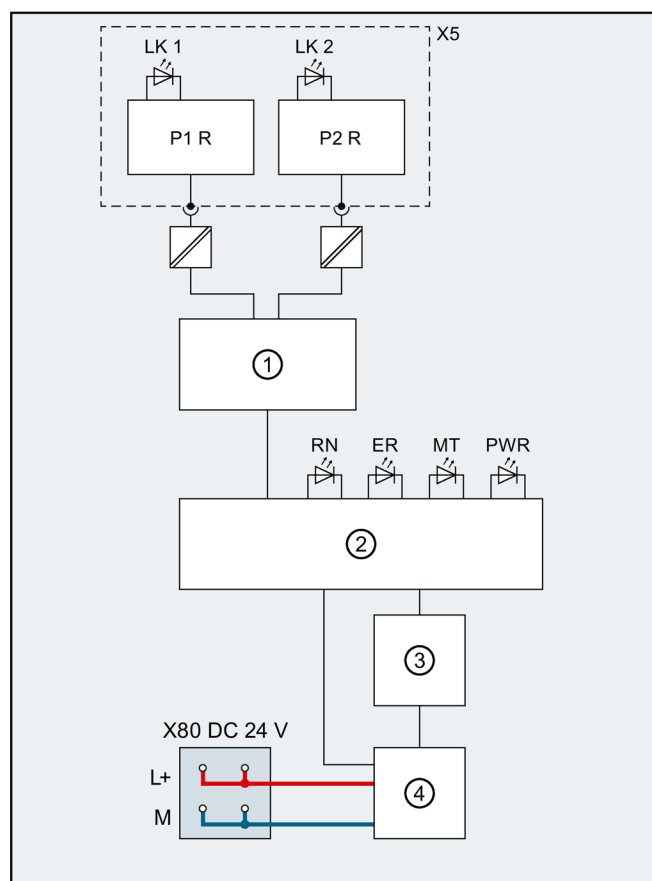 X5
LK 1 LK 2
P1 R P2 R
1
RN ER MT PWR
2
3
X80 DC 24 V
L+
4
M